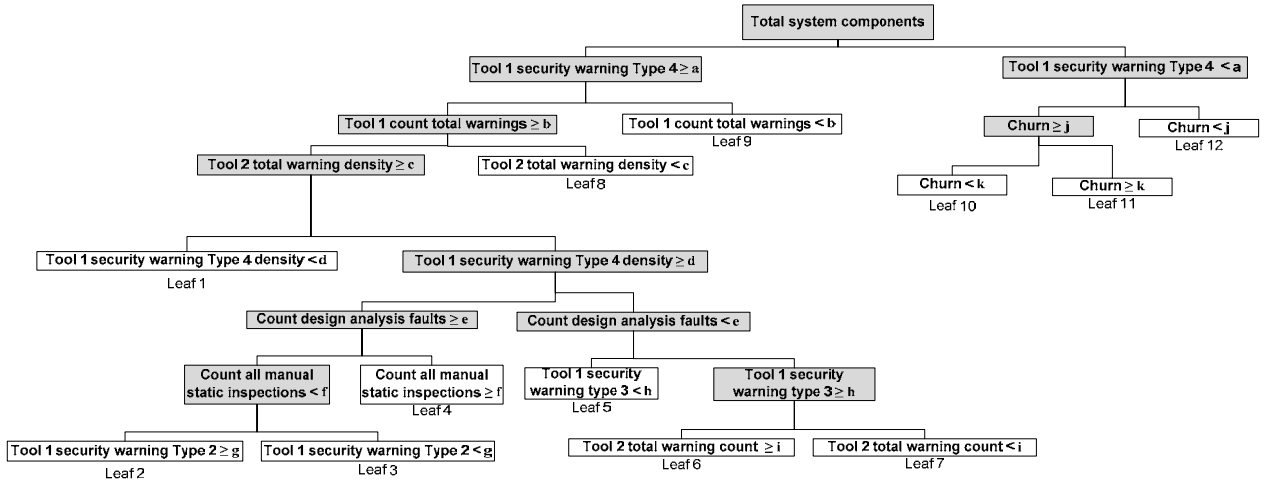 Total system components
Tool 1 security warning Type 4 ≥ a
Tool 1 security warning Type 4 < a
Tool 1 count total warnings ≥ b
Tool 1 count total warnings < b
Leaf 9
Churn ≥ j
Churn < j
Leaf 12
Tool 2 total warning density ≥ c
Tool 2 total warning density < c
Leaf 8
Churn < k
Leaf 10
Churn ≥ k
Leaf 11
Tool 1 security warning Type 4 density < d
Leaf 1
Tool 1 security warning Type 4 density ≥ d
Count design analysis faults ≥ e
Count design analysis faults < e
Count all manual
static inspections < f
Count all manual
static inspections ≥ f
Leaf 4
Tool 1 security
warning type 3 < h
Leaf 5
Tool 1 security
warning type 3 ≥ h
Tool 1 security warning Type 2 ≥ g
Leaf 2
Tool 1 security warning Type 2 < g
Leaf 3
Tool 2 total warning count ≥ i
Leaf 6
Tool 2 total warning count < i
Leaf 7